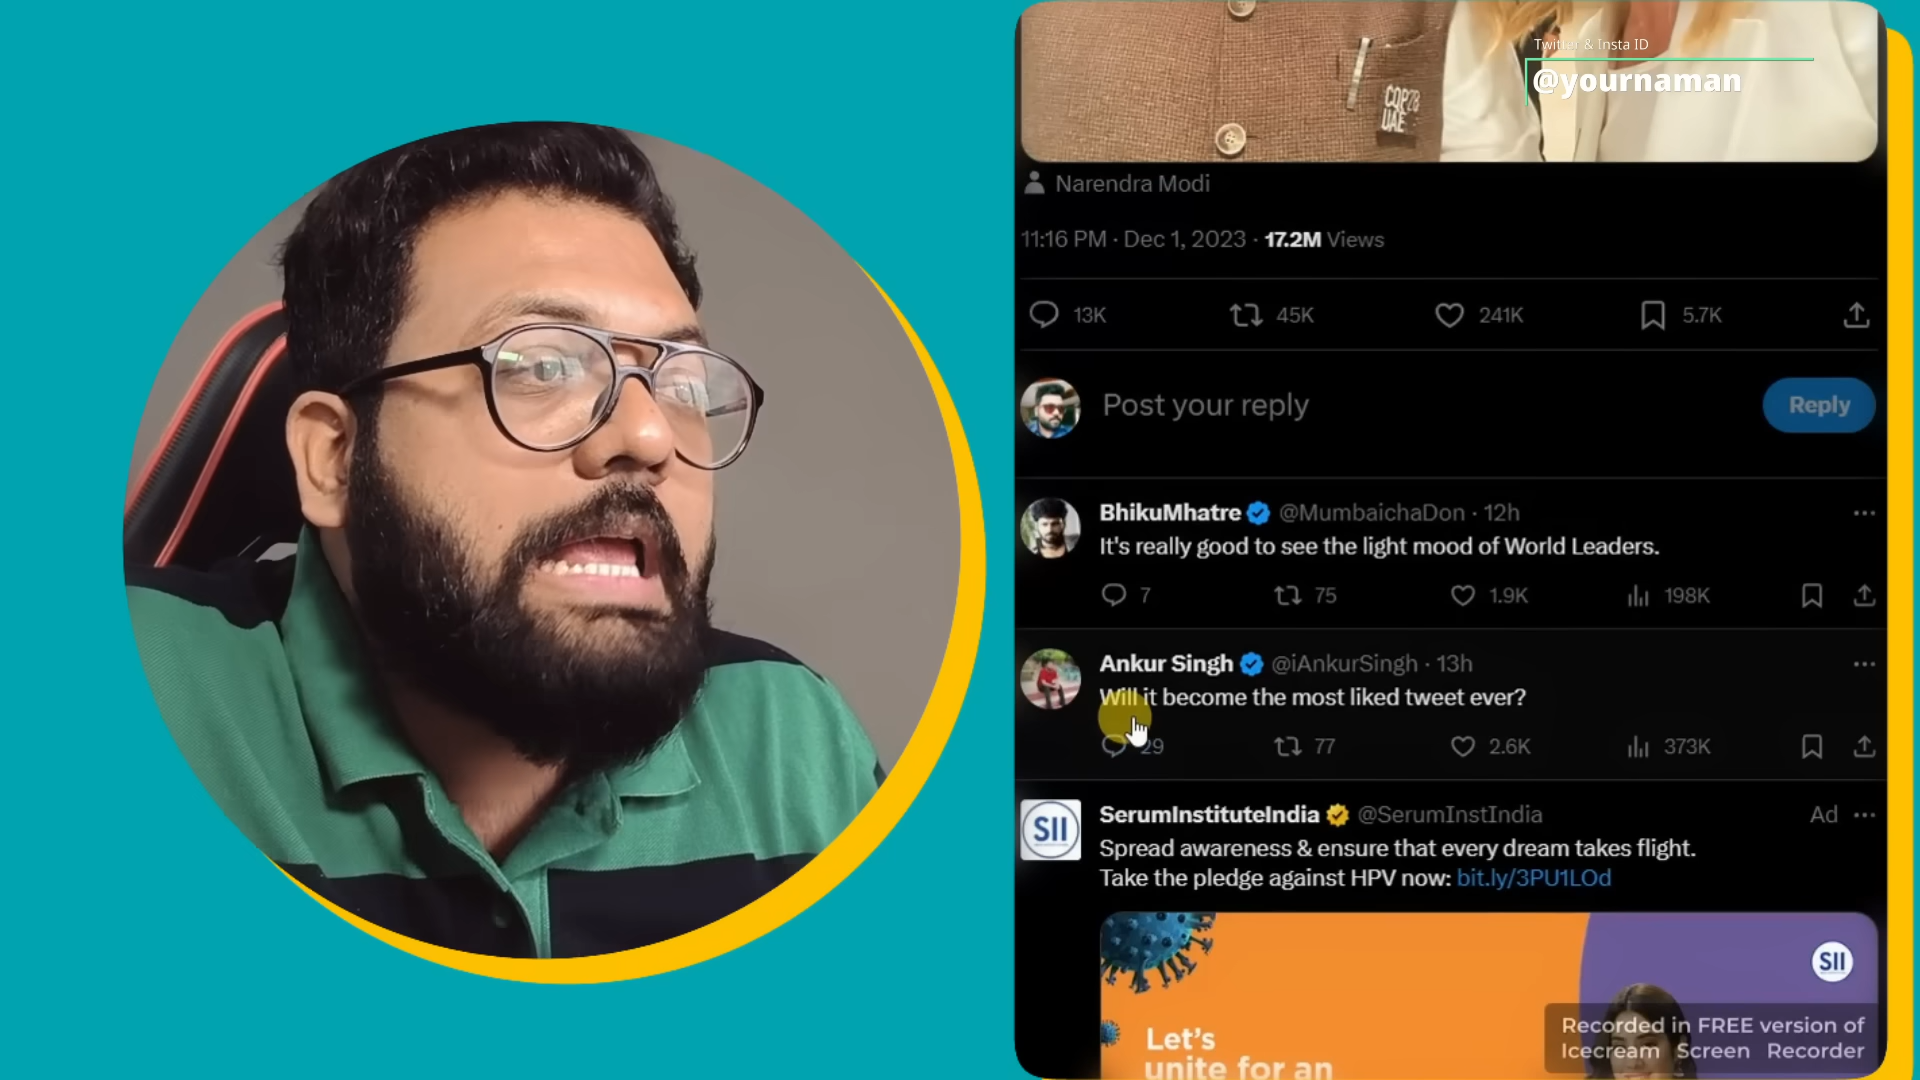 Twitter & Insta ID
@yournaman
COP28
UAE
Narendra Modi
11:16 PM · Dec 1, 2023 · 17.2M Views
13K 45K 241K 5.7K
Post your reply
Reply
BhikuMhatre @MumbaichaDon · 12h
It's really good to see the light mood of World Leaders.
7 75 1.9K 198K
Ankur Singh @iAnkurSingh · 13h
Will it become the most liked tweet ever?
29 77 2.6K 373K
SerumInstituteIndia @SerumInstIndia Ad
SII
Spread awareness & ensure that every dream takes flight.
Take the pledge against HPV now: bit.ly/3PU1LOd
SII
Let's
unite for an
Recorded in FREE version of
Icecream Screen Recorder